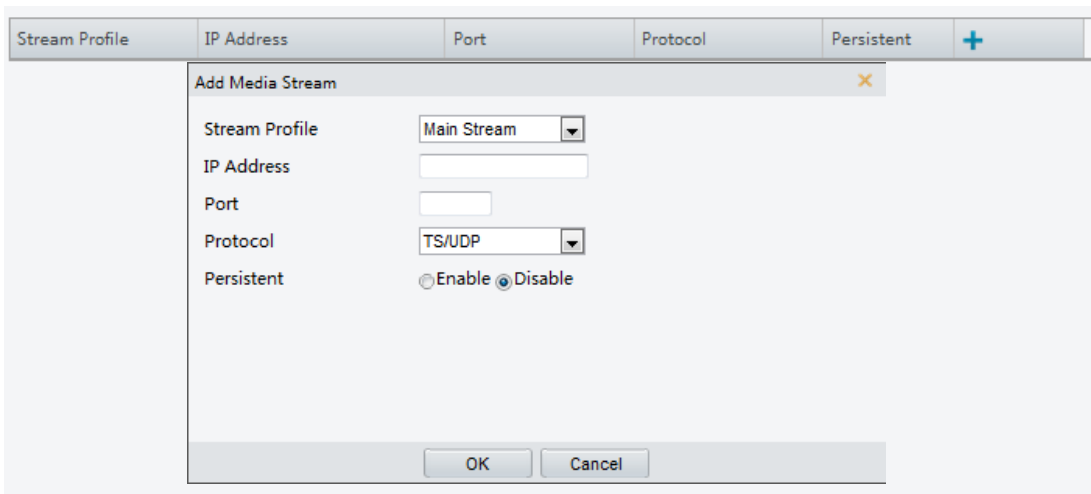 Stream Profile IP Address Port Protocol Persistent
Add Media Stream
Stream Profile Main Stream
IP Address
Port
Protocol TS/UDP
Persistent Enable Disable
OK Cancel